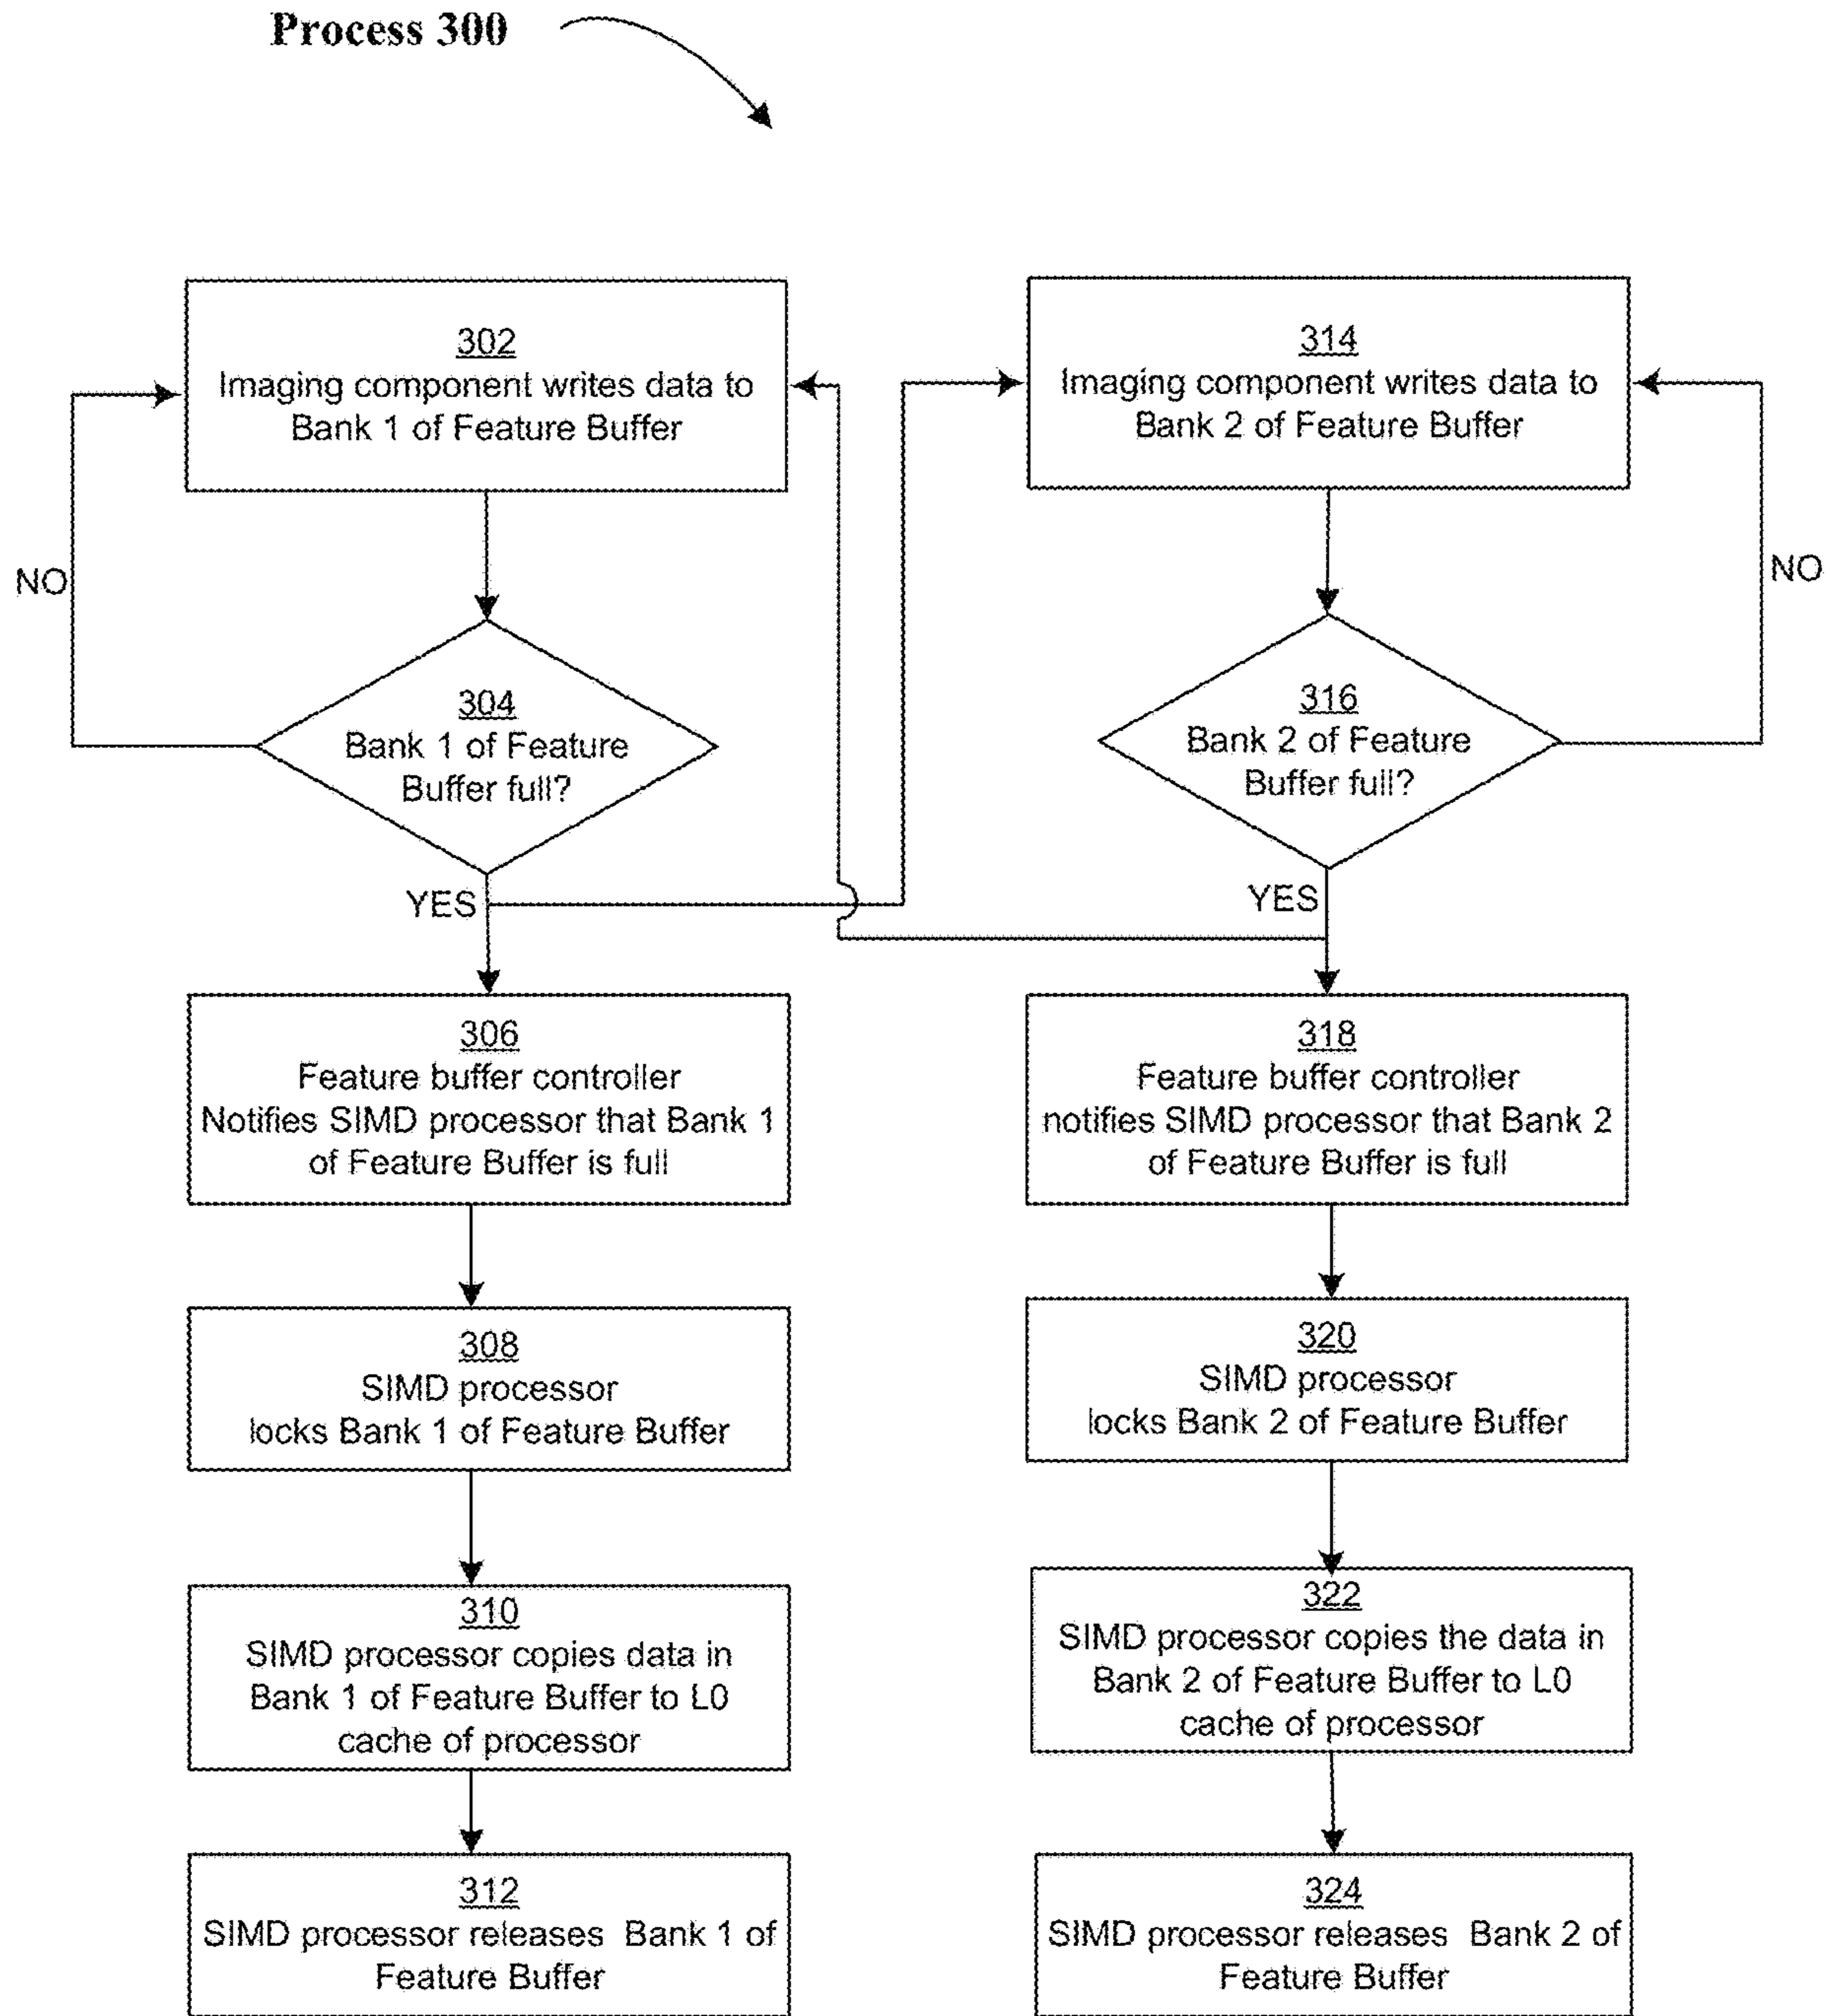 Process 300
302
Imaging component writes data to
Bank 1 of Feature Buffer
NO
304
Bank 1 of Feature
Buffer full?
YES
306
Feature buffer controller
Notifies SIMD processor that Bank 1
of Feature Buffer is full
308
SIMD processor
locks Bank 1 of Feature Buffer
310
SIMD processor copies data in
Bank 1 of Feature Buffer to L0
cache of processor
312
SIMD processor releases Bank 1 of
Feature Buffer
314
Imaging component writes data to
Bank 2 of Feature Buffer
NO
316
Bank 2 of Feature
Buffer full?
YES
318
Feature buffer controller
notifies SIMD processor that Bank 2
of Feature Buffer is full
320
SIMD processor
locks Bank 2 of Feature Buffer
322
SIMD processor copies the data in
Bank 2 of Feature Buffer to L0
cache of processor
324
SIMD processor releases Bank 2 of
Feature Buffer